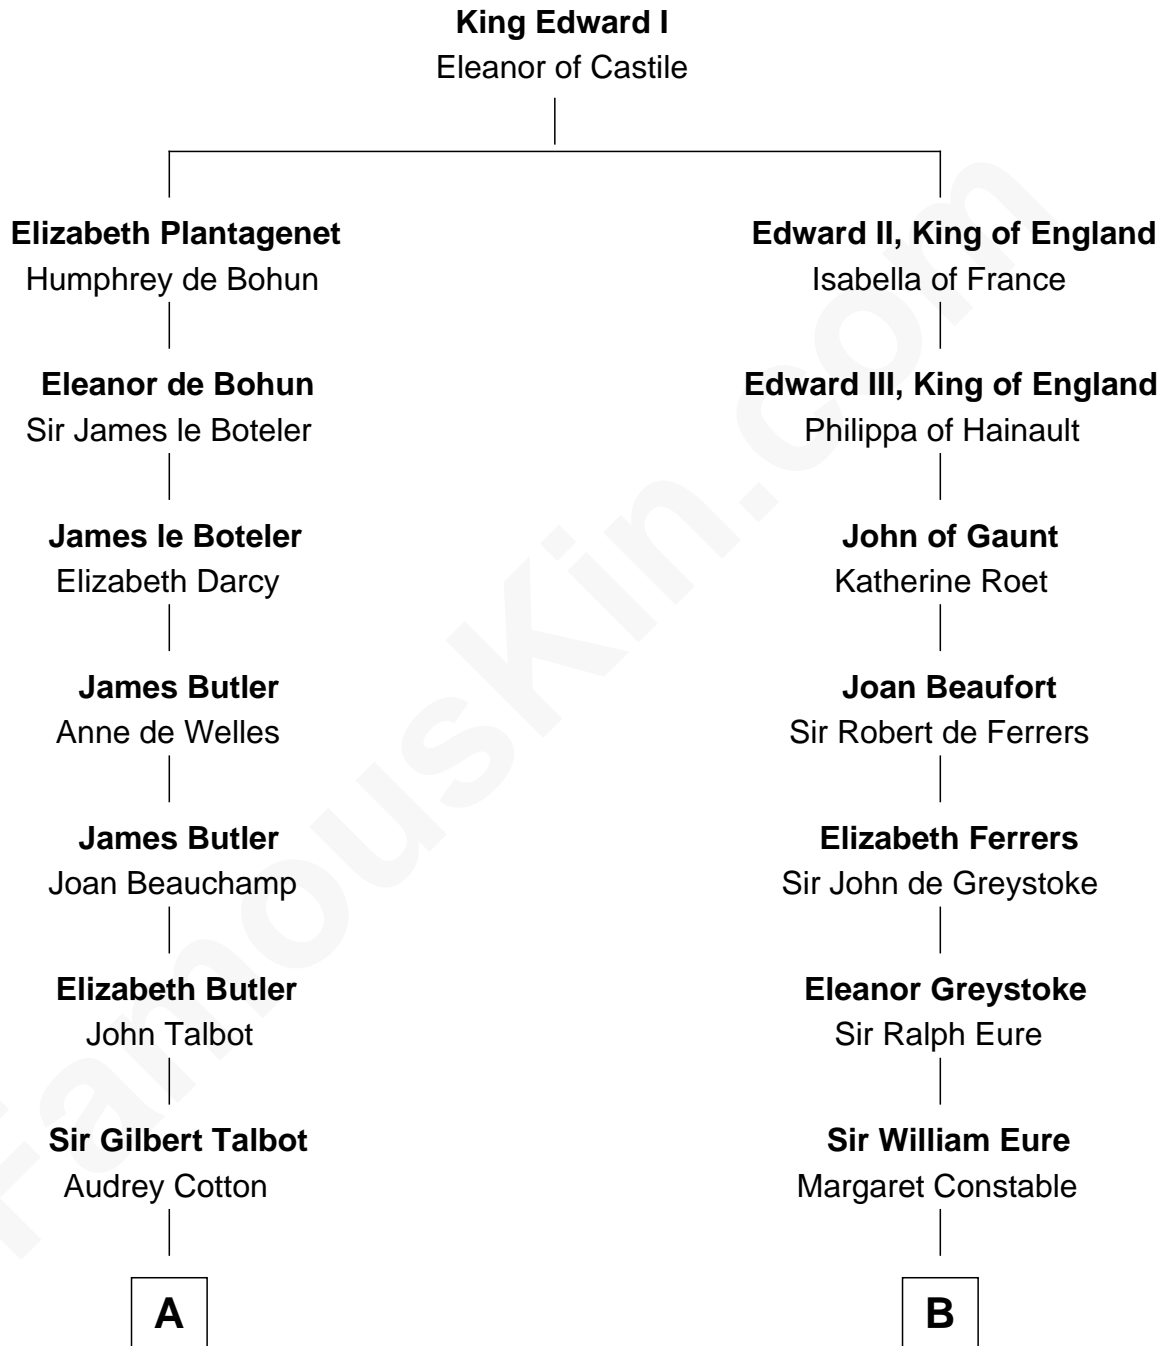 King Edward I
Eleanor of Castile
Elizabeth Plantagenet
Humphrey de Bohun
Edward II, King of England
Isabella of France
Eleanor de Bohun
Sir James le Boteler
Edward III, King of England
Philippa of Hainault
James le Boteler
Elizabeth Darcy
John of Gaunt
Katherine Roet
James Butler
Anne de Welles
Joan Beaufort
Sir Robert de Ferrers
James Butler
Joan Beauchamp
Elizabeth Ferrers
Sir John de Greystoke
Elizabeth Butler
John Talbot
Eleanor Greystoke
Sir Ralph Eure
Sir Gilbert Talbot
Audrey Cotton
Sir William Eure
Margaret Constable
A
B
FamousKin.com